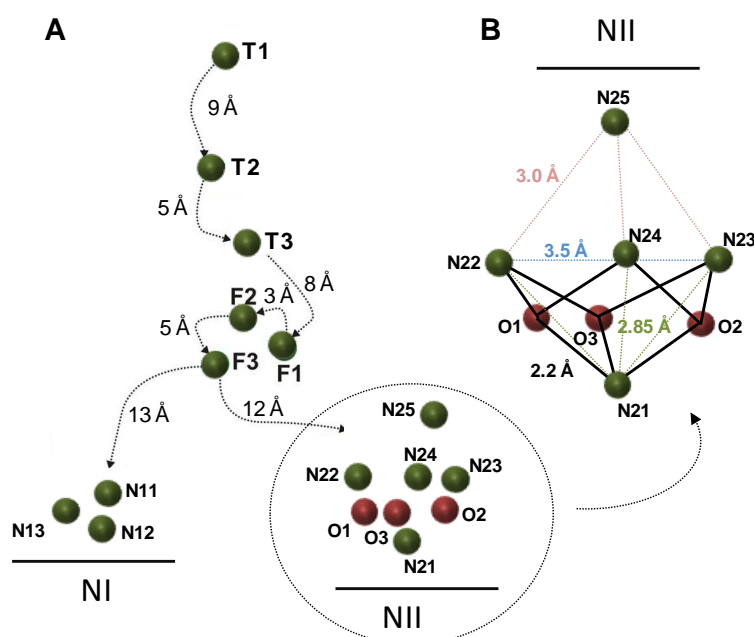 A
T1
9 Å
T2
5 Å
T3
8 Å
F2
3 Å
5 Å
F1
F3
13 Å
12 Å
N25
N24
N22
N23
N11
N13
N12
O1
O3
O2
N21
NI
NII
B
NII
N25
3.0 Å
N24
N23
N22
3.5 Å
O1
O3
2.85 Å
O2
2.2 Å
N21